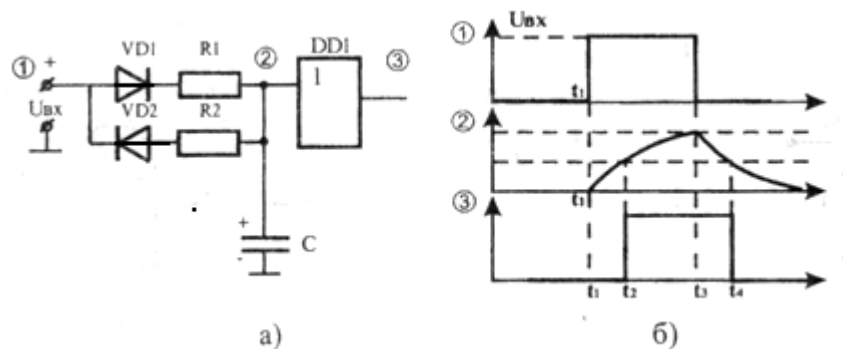 VD1 R1 ② DD1 ③
① + 1
Uвх VD2 R2
+
- C
а)
① Uвх
t₁
②
t₁
③
t₁ t₂ t₃ t₄
б)